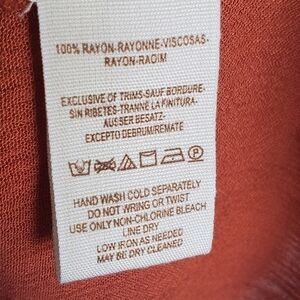 100% RAYON-RAYONNE-VISCOSAS-
RAYON-RAOIM
EXCLUSIVE OF TRIMS-SAUF BORDURE-
SIN RIBETES-TRANNE LA FINITURA-
AUSSER BESATZ-
EXCEPTO DEBRUM/REMATE
HAND WASH COLD SEPARATELY
DO NOT WRING OR TWIST
USE ONLY NON-CHLORINE BLEACH
LINE DRY
LOW IRON AS NEEDED
MAY BE DRY CLEANED